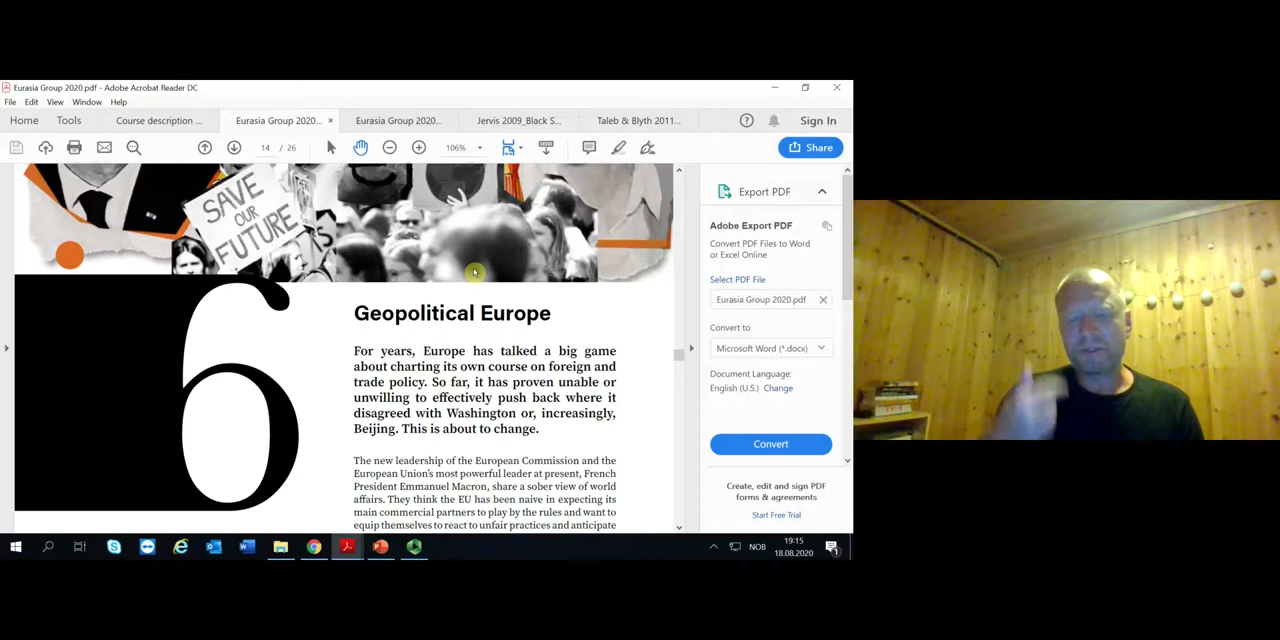 Eurasia Group 2020.pdf - Adobe Acrobat Reader DC
File Edit View Window Help
Home Tools Course description ... Eurasia Group 2020... × Eurasia Group 2020... Jervis 2009_Black S... Taleb & Blyth 2011... Sign In
14 / 26 106% Share
SAVE
OUR
FUTURE
6
Geopolitical Europe
For years, Europe has talked a big game
about charting its own course on foreign and
trade policy. So far, it has proven unable or
unwilling to effectively push back where it
disagreed with Washington or, increasingly,
Beijing. This is about to change.
The new leadership of the European Commission and the
European Union's most powerful leader at present, French
President Emmanuel Macron, share a sober view of world
affairs. They think the EU has been naive in expecting its
main commercial partners to play by the rules and want to
equip themselves to react to unfair practices and anticipate
Export PDF
Adobe Export PDF
Convert PDF Files to Word
or Excel Online
Select PDF File
Eurasia Group 2020.pdf
Convert to
Microsoft Word (*.docx)
Document Language:
English (U.S.) Change
Convert
Create, edit and sign PDF
forms & agreements
Start Free Trial
NOB
19:15
18.08.2020